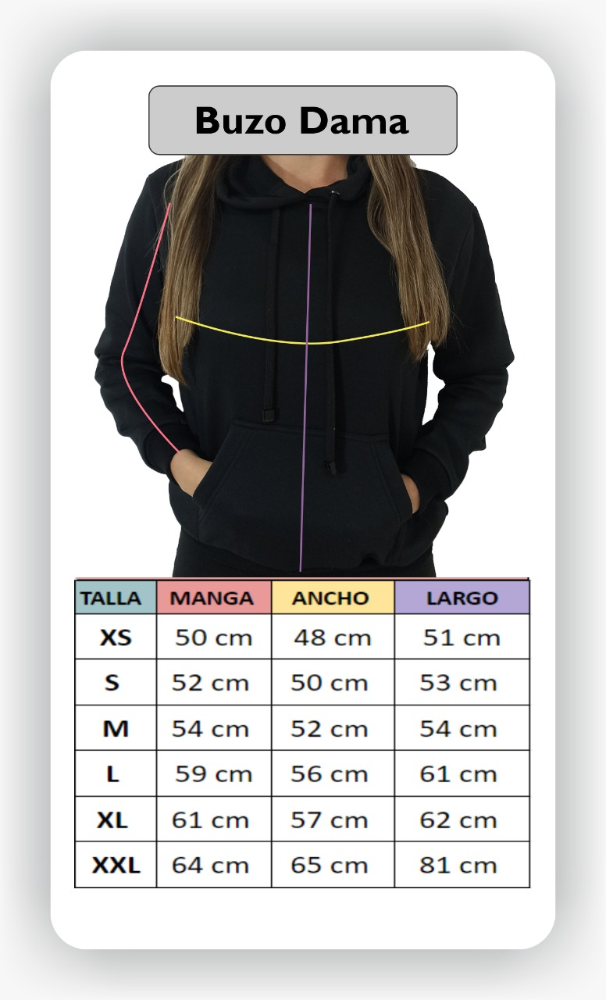 Buzo Dama
TALLA MANGA ANCHO LARGO
XS 50 cm 48 cm 51 cm
S 52 cm 50 cm 53 cm
M 54 cm 52 cm 54 cm
L 59 cm 56 cm 61 cm
XL 61 cm 57 cm 62 cm
XXL 64 cm 65 cm 81 cm